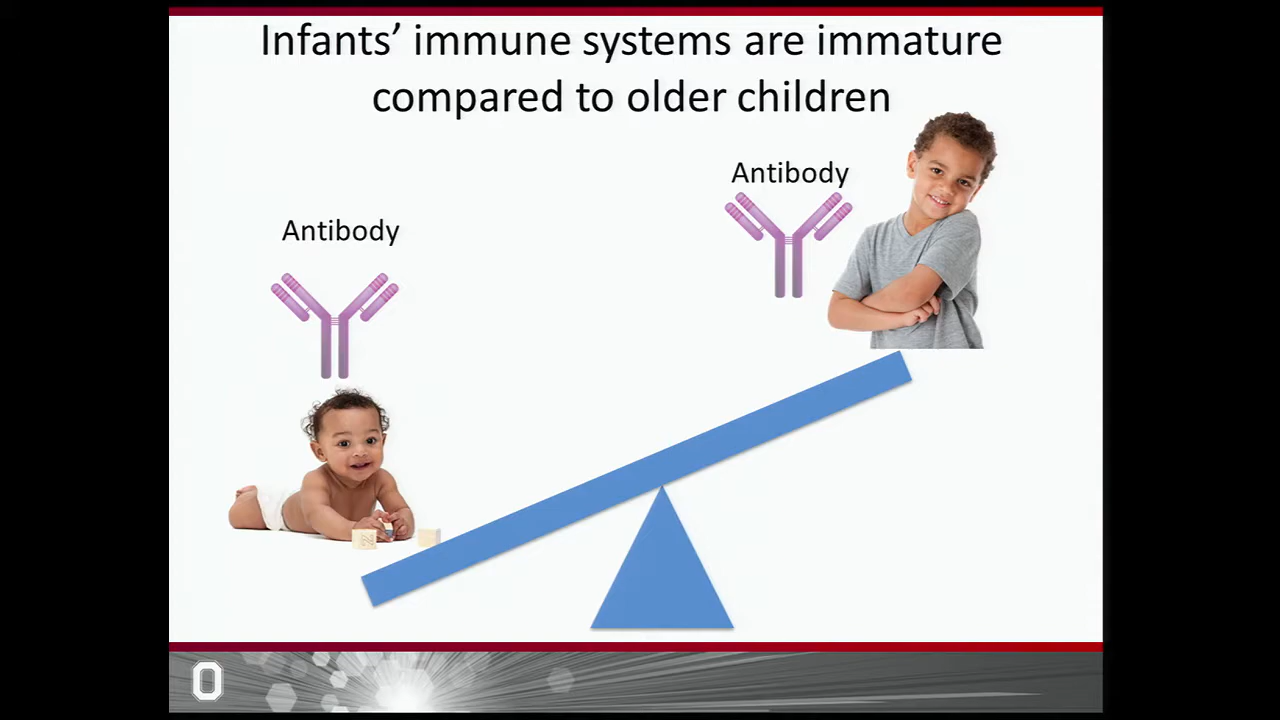 Infants’ immune systems are immature
compared to older children
Antibody
Antibody
O